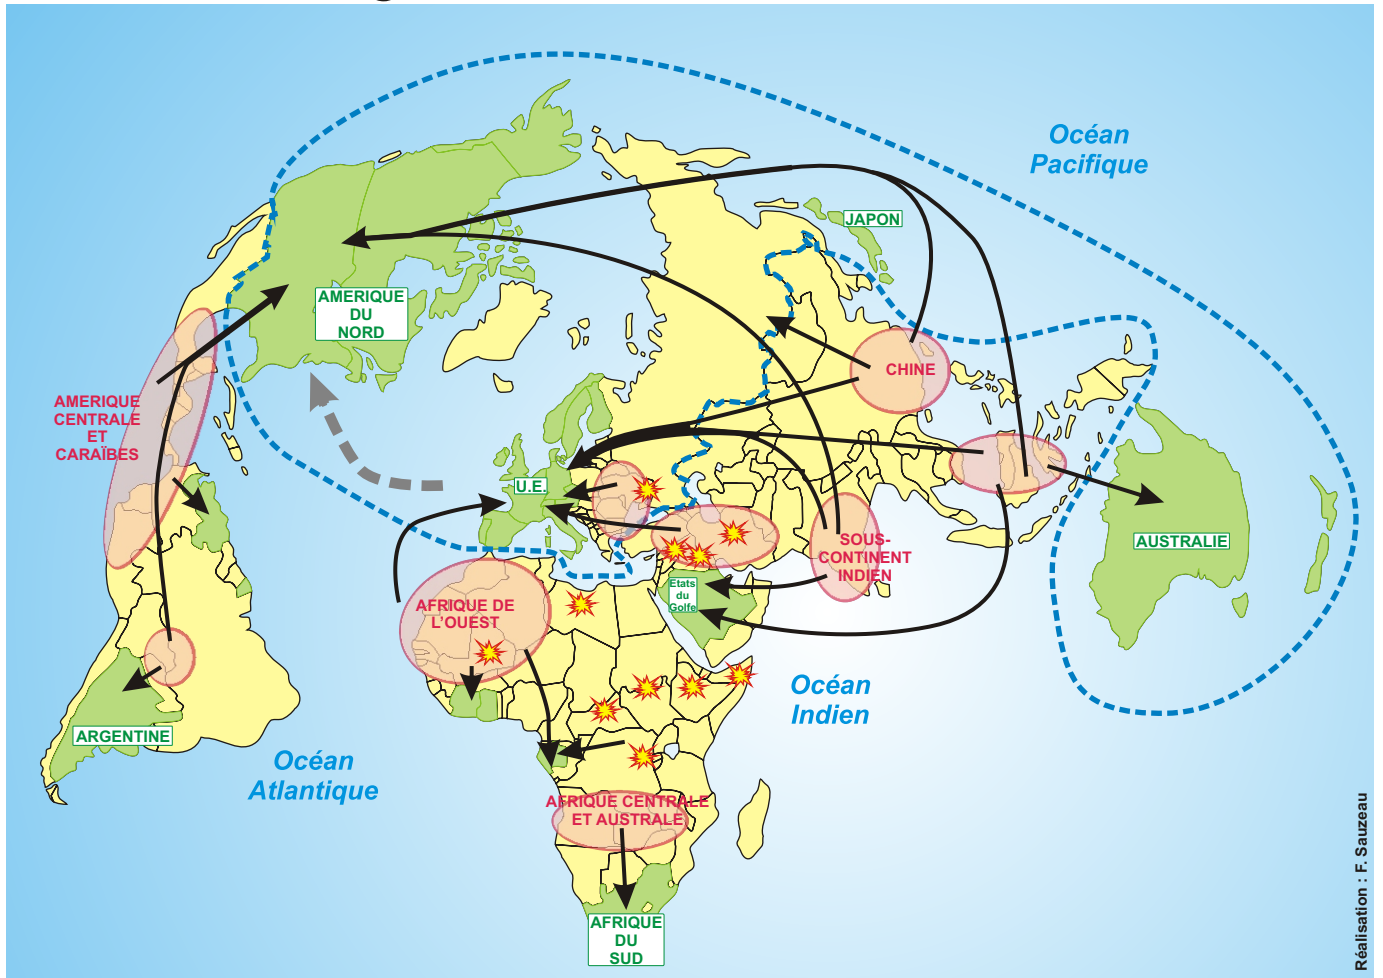 Océan
Pacifique
JAPON
AMERIQUE
DU
NORD
CHINE
AMERIQUE
CENTRALE
ET
CARAÏBES
U.E.
SOUS-
CONTINENT
INDIEN
AUSTRALIE
Etats
du
Golfe
AFRIQUE DE
L'OUEST
Océan
Indien
ARGENTINE
Océan
Atlantique
AFRIQUE CENTRALE
ET AUSTRALE
AFRIQUE
DU
SUD
Réalisation : F. Sauzeau